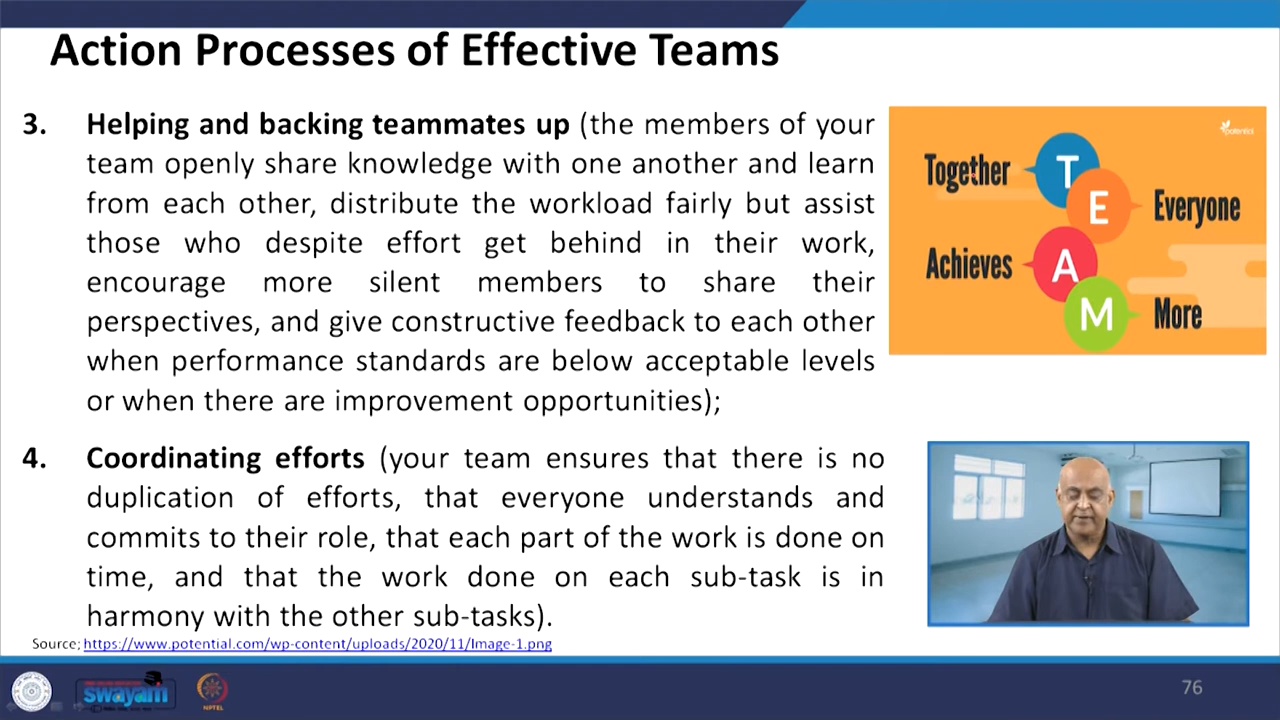 Action Processes of Effective Teams
3. Helping and backing teammates up (the members of your
team openly share knowledge with one another and learn
from each other, distribute the workload fairly but assist
those who despite effort get behind in their work,
encourage more silent members to share their
perspectives, and give constructive feedback to each other
when performance standards are below acceptable levels
or when there are improvement opportunities);
4. Coordinating efforts (your team ensures that there is no
duplication of efforts, that everyone understands and
commits to their role, that each part of the work is done on
time, and that the work done on each sub-task is in
harmony with the other sub-tasks).
Together T
E Everyone
Achieves A
M More
Source; https://www.potential.com/wp-content/uploads/2020/11/Image-1.png
swayam
NPTEL
76